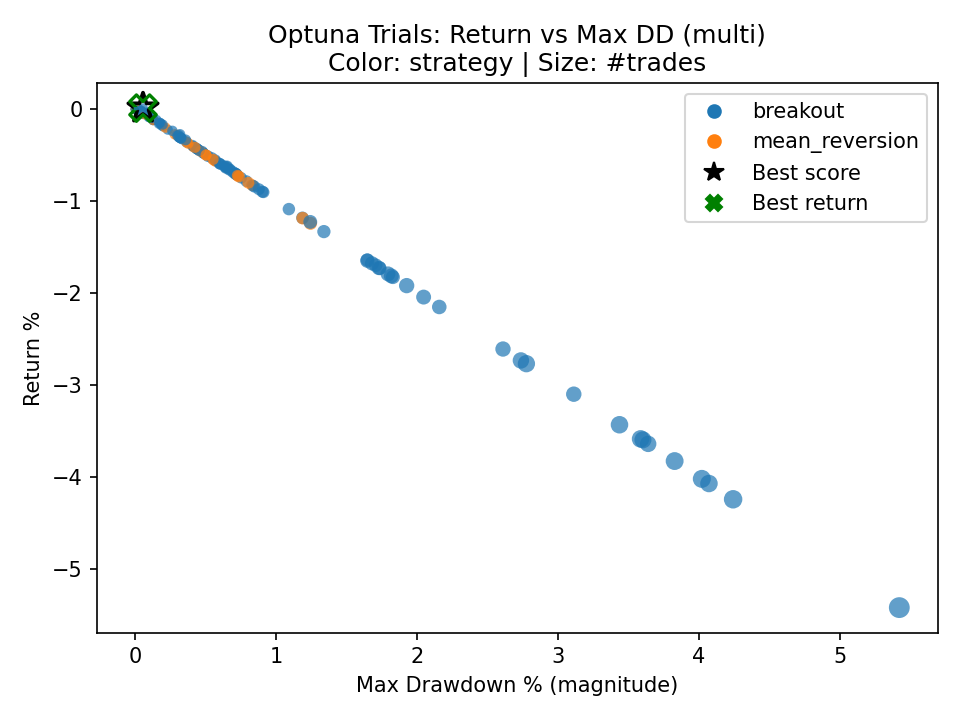 Optuna Trials: Return vs Max DD (multi)
Color: strategy | Size: #trades
breakout
mean_reversion
Best score
Best return
Return %
0
−1
−2
−3
−4
−5
0 1 2 3 4 5
Max Drawdown % (magnitude)